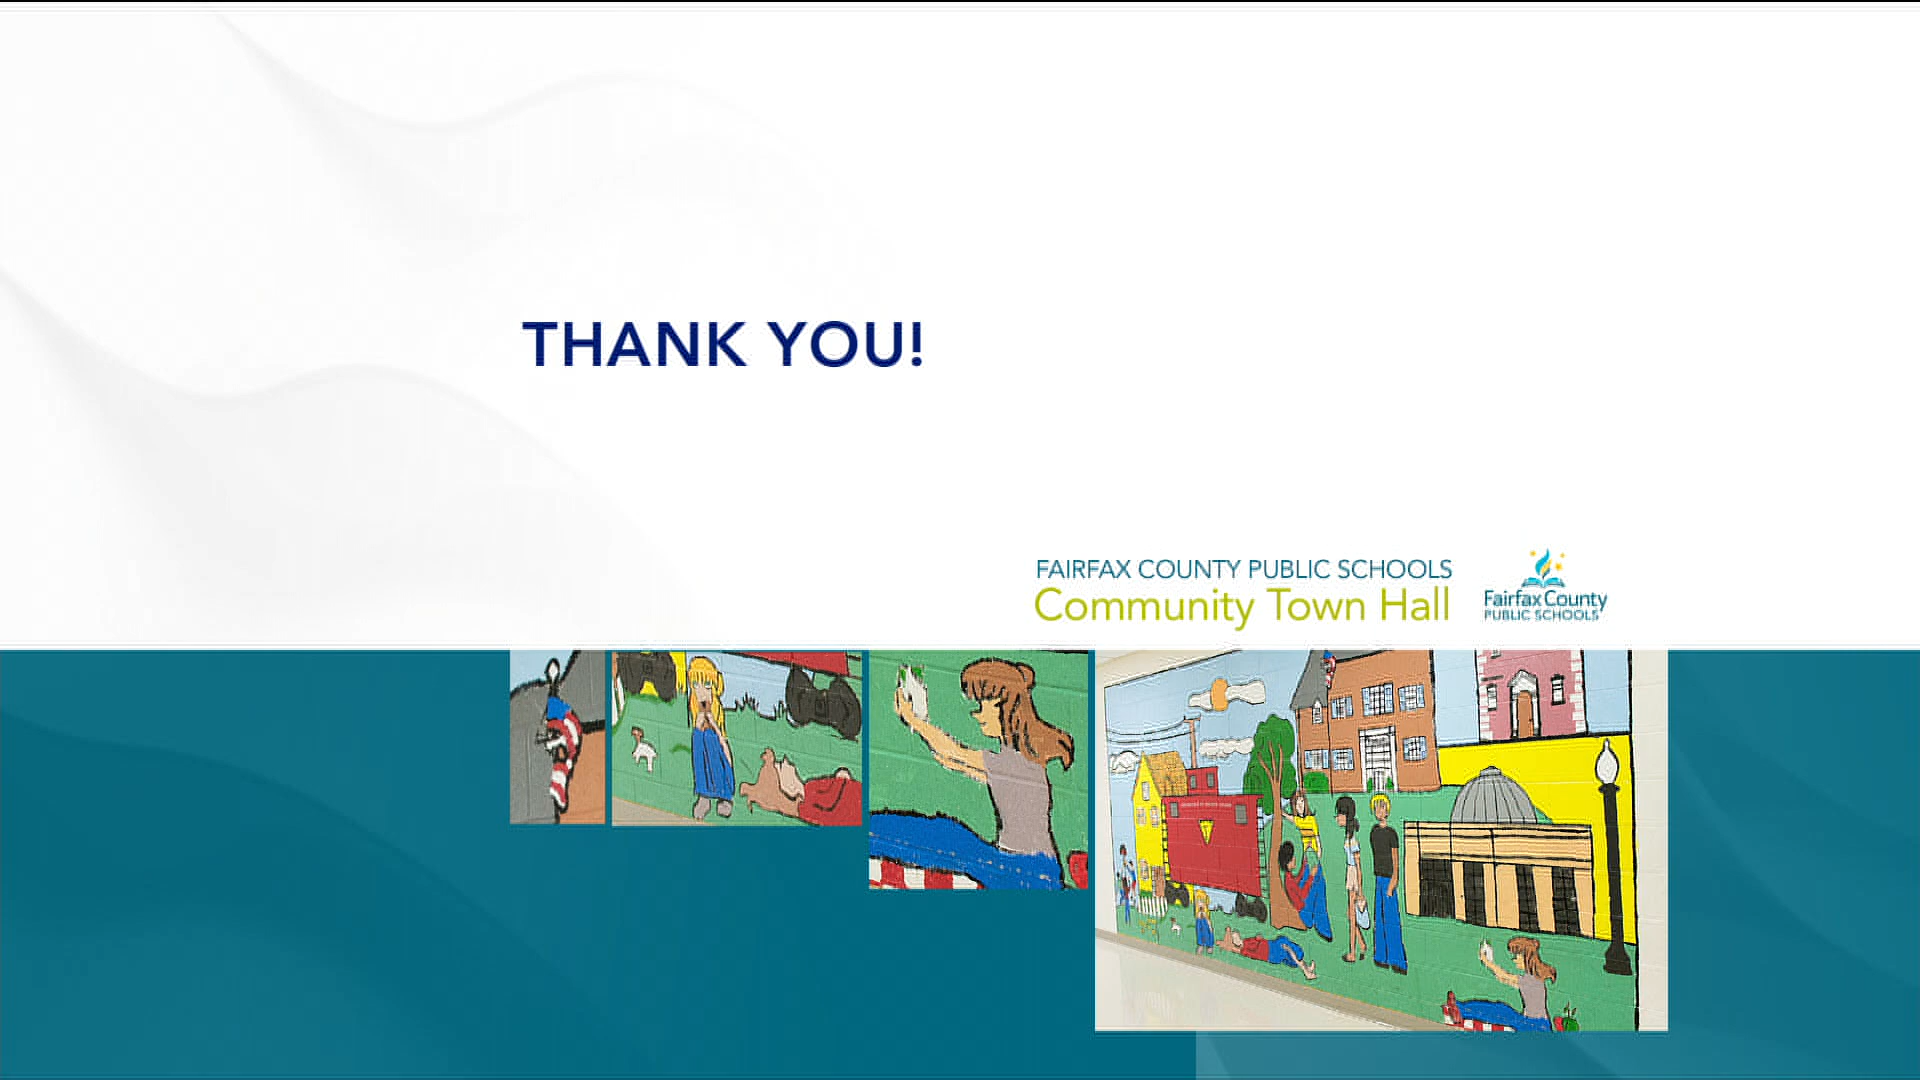 THANK YOU!
FAIRFAX COUNTY PUBLIC SCHOOLS
Community Town Hall
Fairfax County
PUBLIC SCHOOLS